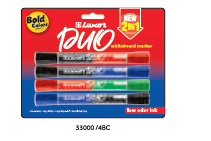 Bold
Colors
Luxor
NEW
2 in 1
DUO
whiteboard marker
low odor ink
33000 /4BC